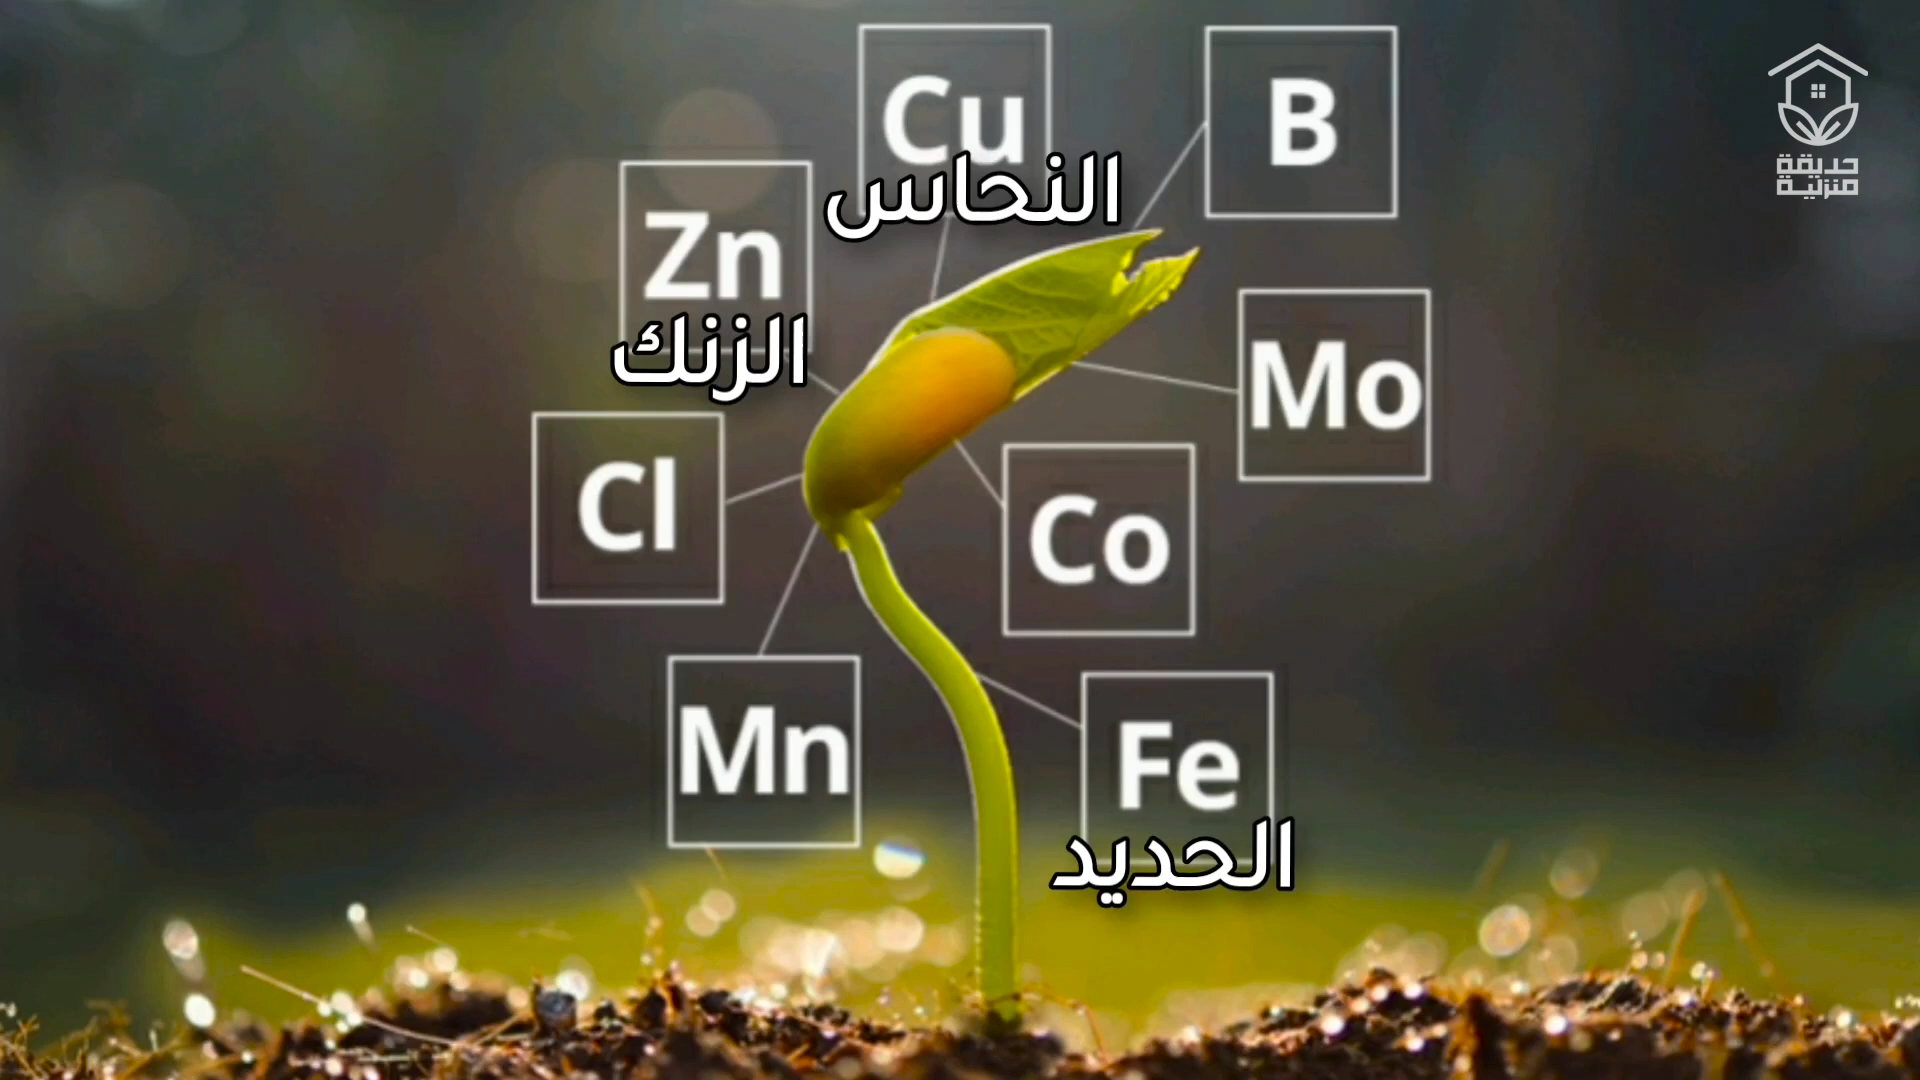 Cu
B
النحاس
Zn
الزنك
Mo
Cl
Co
Mn
Fe
الحديد
حديقة
منزلية